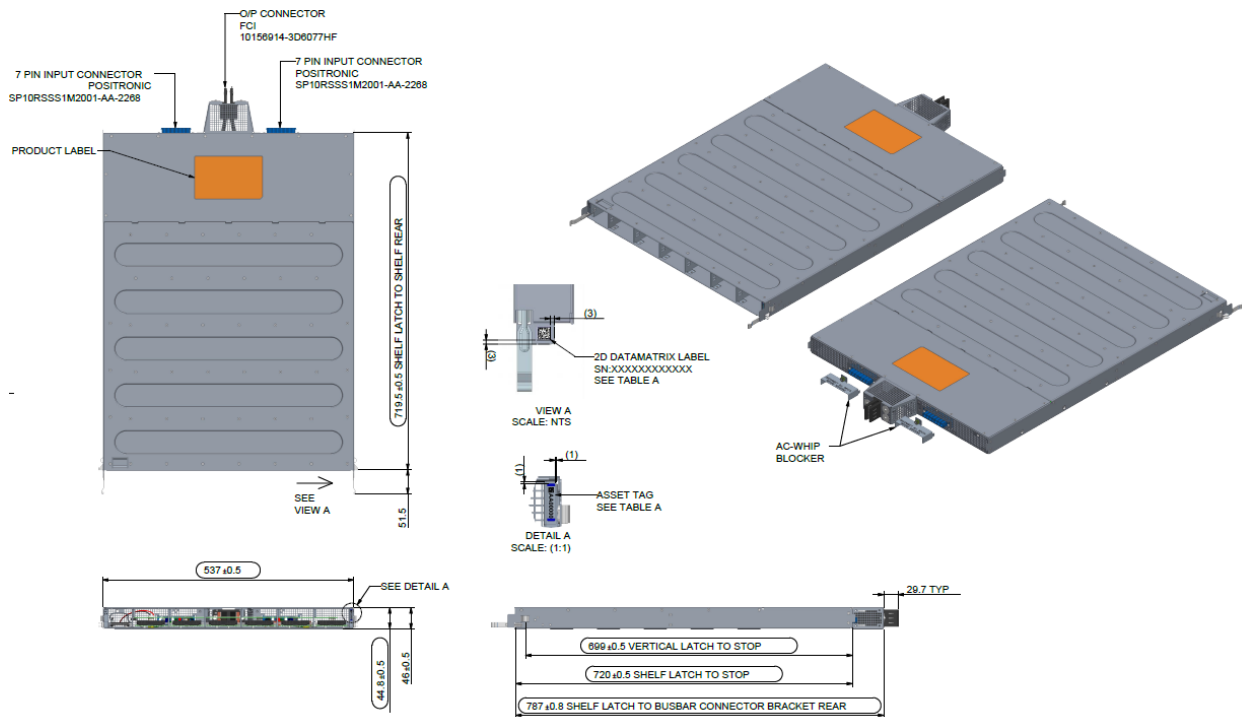 O/P CONNECTOR
FCI
10156914-3D6077HF
7 PIN INPUT CONNECTOR
POSITRONIC
SP10RSSS1M2001-AA-2268
7 PIN INPUT CONNECTOR
POSITRONIC
SP10RSSS1M2001-AA-2268
PRODUCT LABEL
719.5±0.5 SHELF LATCH TO SHELF REAR
51.5
SEE
VIEW A
(3)
(3)
2D DATAMATRIX LABEL
SN:XXXXXXXXXXXX
SEE TABLE A
VIEW A
SCALE: NTS
(1)
(1)
ASSET TAG
SEE TABLE A
DETAIL A
SCALE: (1:1)
AC-WHIP
BLOCKER
537±0.5
SEE DETAIL A
44.8±0.5
46±0.5
29.7 TYP
699±0.5 VERTICAL LATCH TO STOP
720±0.5 SHELF LATCH TO STOP
787±0.8 SHELF LATCH TO BUSBAR CONNECTOR BRACKET REAR